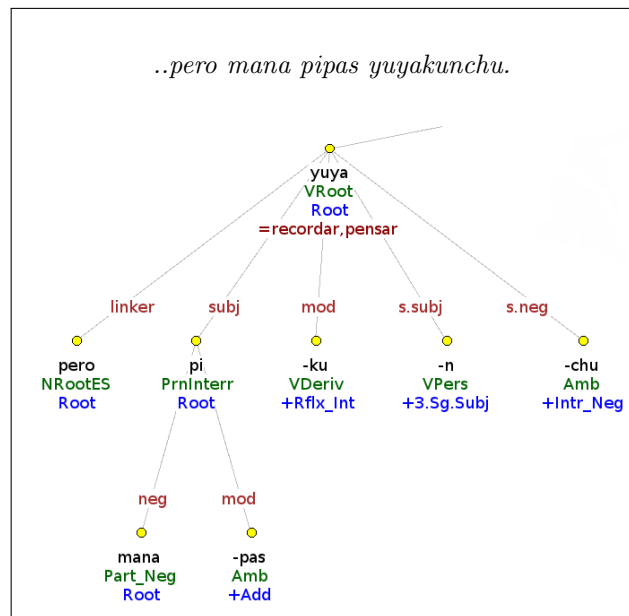 ..pero mana pipas yuyakunchu.
yuya
VRoot
Root
=recordar,pensar
linker subj mod s.subj s.neg
pero pi -ku -n -chu
NRootES PrnInterr VDeriv VPers Amb
Root Root +Rflx_Int +3.Sg.Subj +Intr_Neg
neg mod
mana -pas
Part_Neg Amb
Root +Add